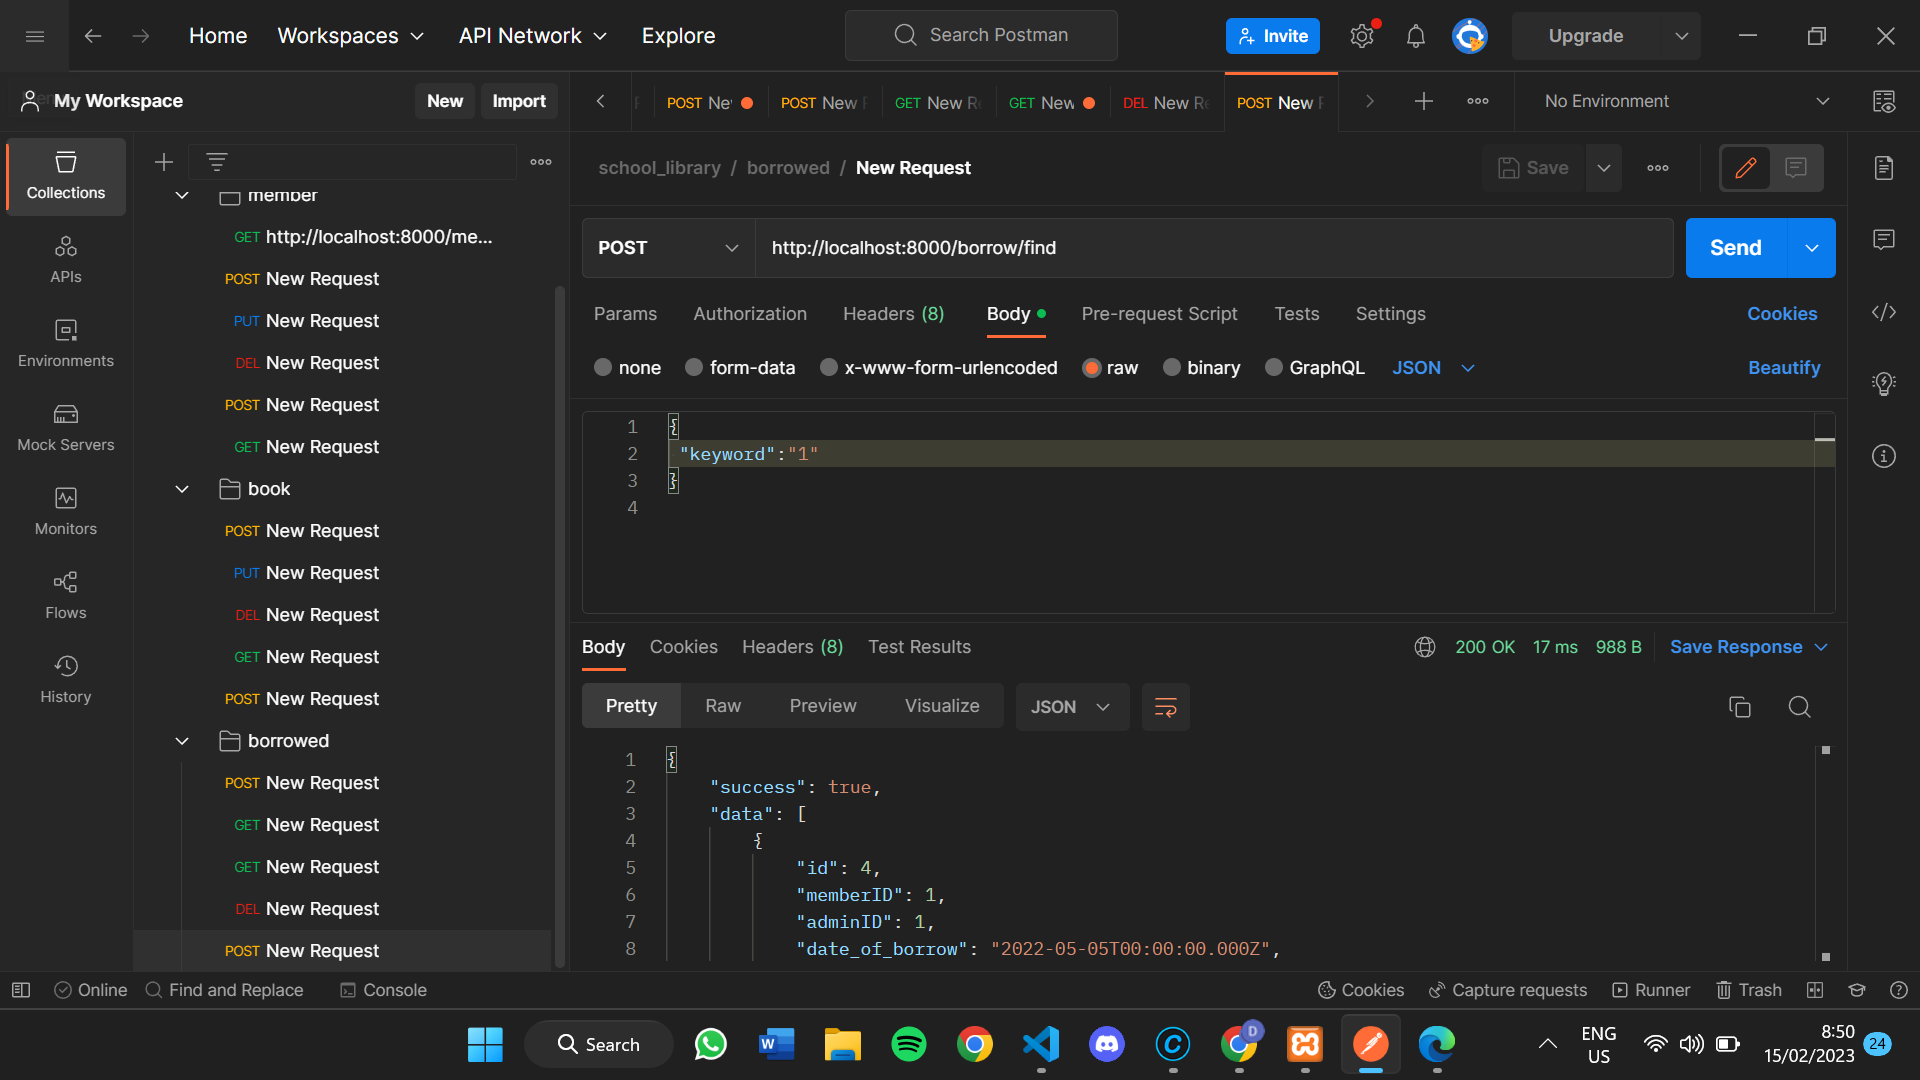 Home Workspaces API Network Explore Search Postman Invite Upgrade
My Workspace New Import
POST Ne POST New GET New Re GET New DEL New Re POST New No Environment
Collections
APIs
Environments
Mock Servers
Monitors
Flows
History
member
GET http://localhost:8000/me...
POST New Request
PUT New Request
DEL New Request
POST New Request
GET New Request
book
POST New Request
PUT New Request
DEL New Request
GET New Request
POST New Request
borrowed
POST New Request
GET New Request
GET New Request
DEL New Request
POST New Request
school_library / borrowed / New Request Save
POST http://localhost:8000/borrow/find Send
Params Authorization Headers (8) Body Pre-request Script Tests Settings Cookies
none form-data x-www-form-urlencoded raw binary GraphQL JSON Beautify
1 {
2 "keyword":"1"
3 }
4
Body Cookies Headers (8) Test Results 200 OK 17 ms 988 B Save Response
Pretty Raw Preview Visualize JSON
1 {
2 "success": true,
3 "data": [
4 {
5 "id": 4,
6 "memberID": 1,
7 "adminID": 1,
8 "date_of_borrow": "2022-05-05T00:00:00.000Z",
Online Find and Replace Console Cookies Capture requests Runner Trash
Search D ENG 8:50
US 15/02/2023 24